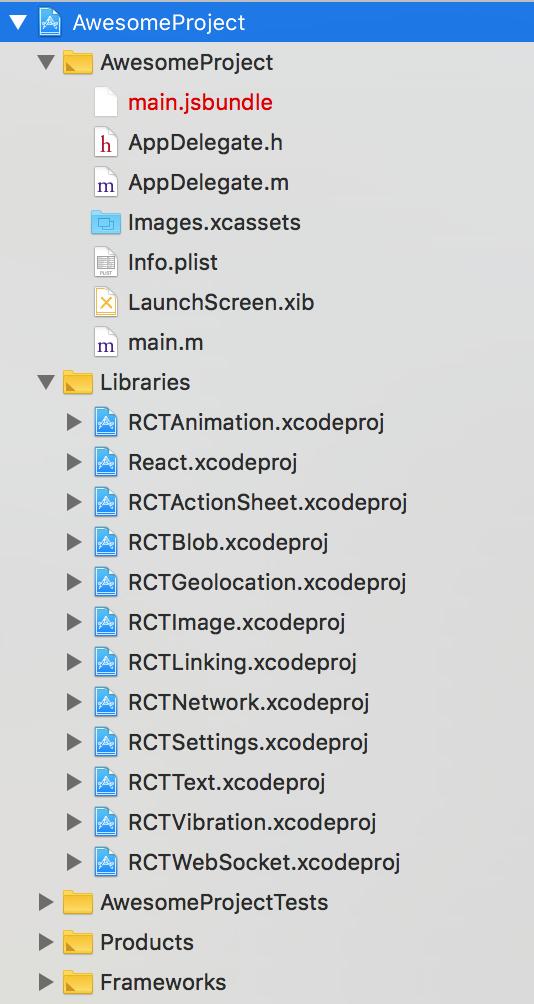 AwesomeProject
AwesomeProject
main.jsbundle
h AppDelegate.h
m AppDelegate.m
Images.xcassets
PLIST Info.plist
LaunchScreen.xib
m main.m
Libraries
RCTAnimation.xcodeproj
React.xcodeproj
RCTActionSheet.xcodeproj
RCTBlob.xcodeproj
RCTGeolocation.xcodeproj
RCTImage.xcodeproj
RCTLinking.xcodeproj
RCTNetwork.xcodeproj
RCTSettings.xcodeproj
RCTText.xcodeproj
RCTVibration.xcodeproj
RCTWebSocket.xcodeproj
AwesomeProjectTests
Products
Frameworks